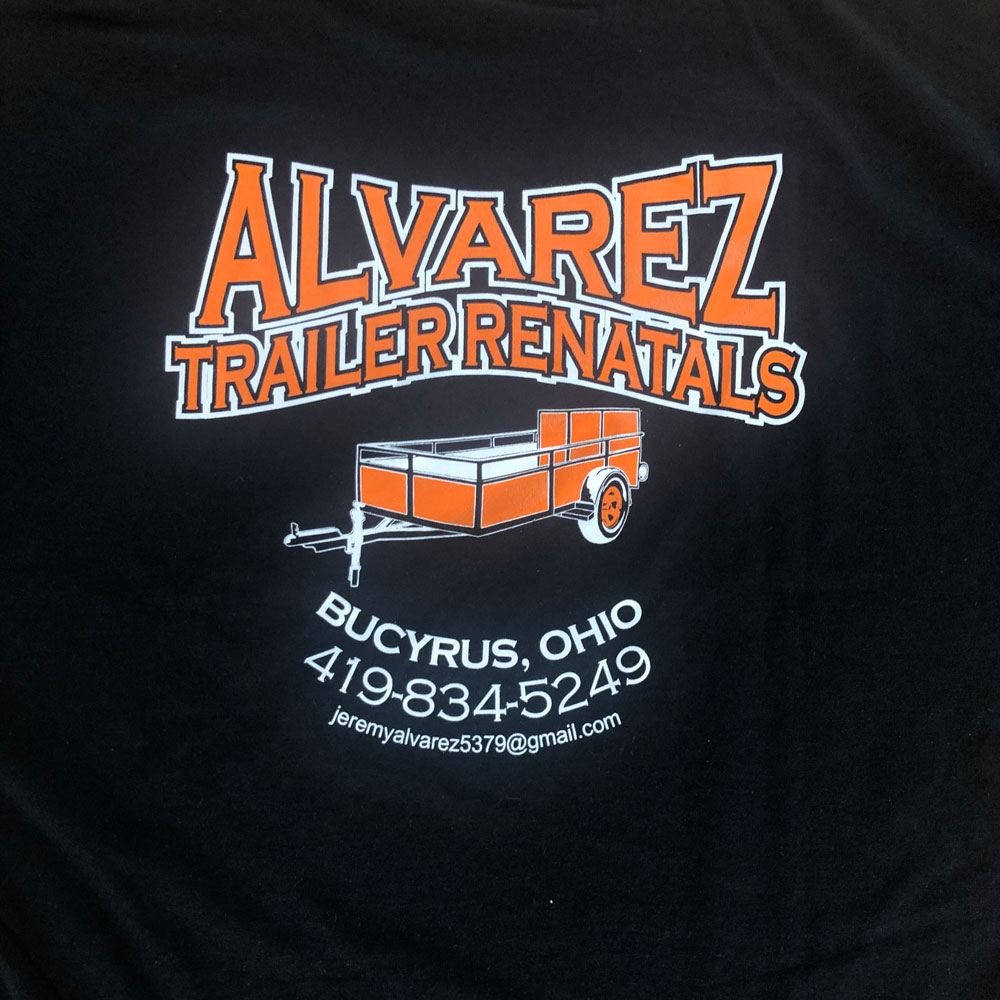 ALVAREZ
TRAILER RENATALS
BUCYRUS, OHIO
419-834-5249
jeremyalvarez5379@gmail.com